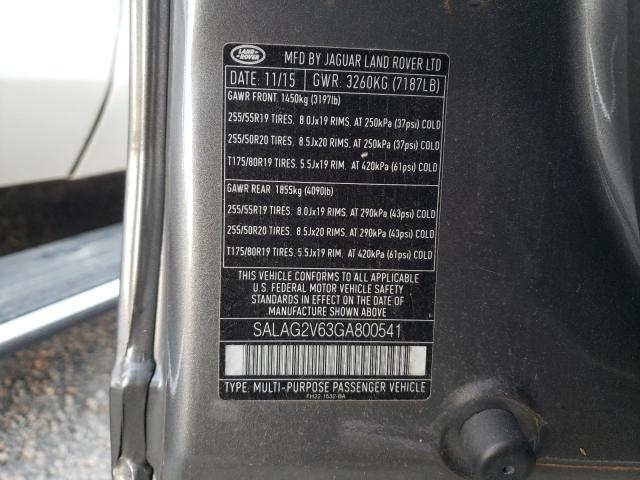 LAND ROVER
MFD BY JAGUAR LAND ROVER LTD
DATE: 11/15 GWR. 3260KG (7187LB)
GAWR FRONT. 1450kg (3197lb)
255/55R19 TIRES. 8.0Jx19 RIMS, AT 250kPa (37psi) COLD
255/50R20 TIRES. 8.5Jx20 RIMS, AT 250kPa (37psi) COLD
T175/80R19 TIRES. 5.5Jx19 RIM. AT 420kPa (61psi) COLD
GAWR REAR. 1855kg (4090lb)
255/55R19 TIRES. 8.0Jx19 RIMS. AT 290kPa (43psi) COLD
255/50R20 TIRES. 8.5Jx20 RIMS. AT 290kPa (43psi) COLD
T175/80R19 TIRES. 5.5Jx19 RIM. AT 420kPa (61psi) COLD
THIS VEHICLE CONFORMS TO ALL APPLICABLE
U.S. FEDERAL MOTOR VEHICLE SAFETY
STANDARDS IN EFFECT ON THE DATE OF
MANUFACTURE SHOWN ABOVE
SALAG2V63GA800541
TYPE: MULTI-PURPOSE PASSENGER VEHICLE
FH22-1532-BA